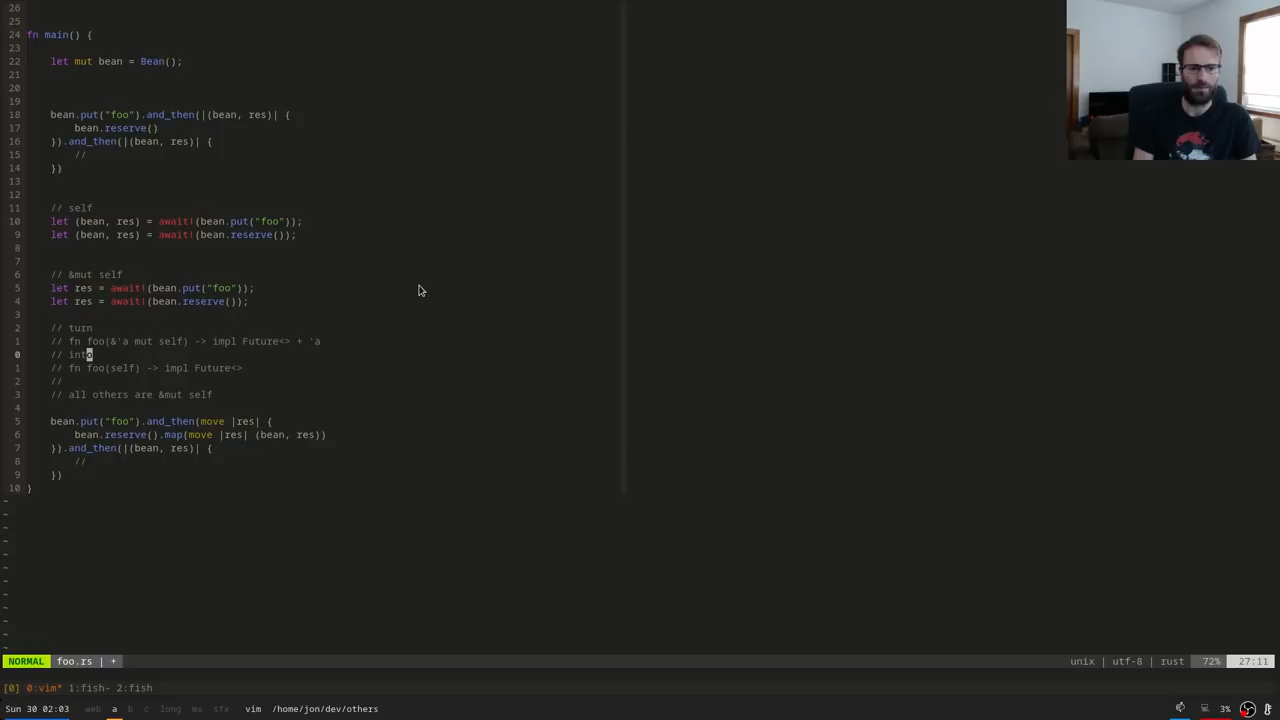 26
25
24 fn main() {
23
22     let mut bean = Bean();
21
20
19
18     bean.put("foo").and_then(|(bean, res)| {
17         bean.reserve()
16     }).and_then(|(bean, res)| {
15         //
14     })
13
12
11     // self
10     let (bean, res) = await!(bean.put("foo"));
9     let (bean, res) = await!(bean.reserve());
8
7
6     // &mut self
5     let res = await!(bean.put("foo"));
4     let res = await!(bean.reserve());
3
2     // turn
1     // fn foo(&'a mut self) -> impl Future<> + 'a
0     // into
1     // fn foo(self) -> impl Future<>
2     //
3     // all others are &mut self
4
5     bean.put("foo").and_then(move |res| {
6         bean.reserve().map(move |res| (bean, res))
7     }).and_then(|(bean, res)| {
8         //
9     })
10 }
~
~
~
~
~
~
~
~
~
~
~
~
NORMAL foo.rs | + unix | utf-8 | rust 72% 27:11
[0] 0:vim* 1:fish- 2:fish
Sun 30 02:03 web a b c lung mx sfx vim /home/jon/dev/others 3%